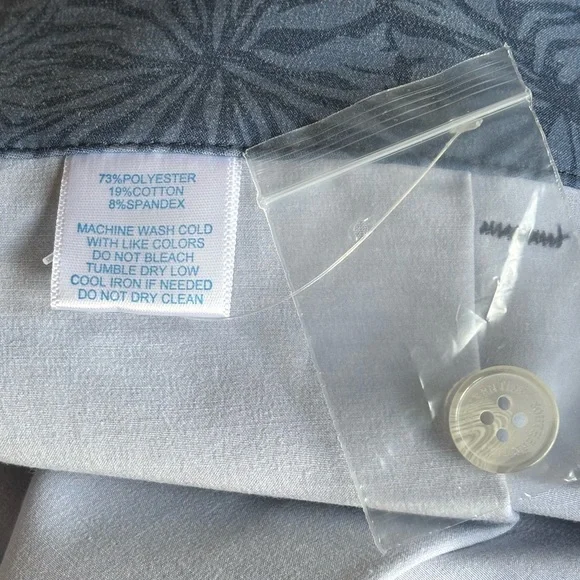 73%POLYESTER
19%COTTON
8%SPANDEX
MACHINE WASH COLD
WITH LIKE COLORS
DO NOT BLEACH
TUMBLE DRY LOW
COOL IRON IF NEEDED
DO NOT DRY CLEAN